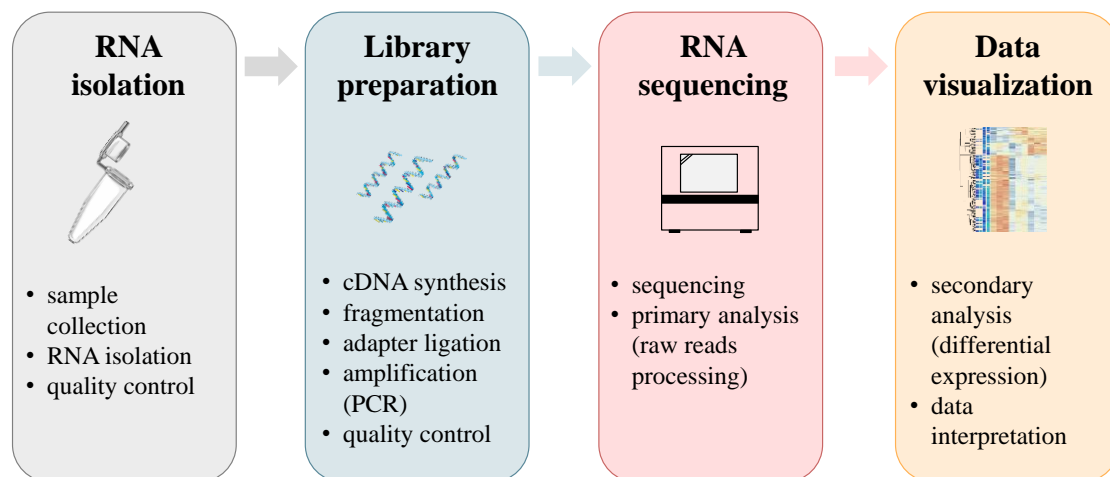 RNA
isolation
• sample
collection
• RNA isolation
• quality control
Library
preparation
• cDNA synthesis
• fragmentation
• adapter ligation
• amplification
(PCR)
• quality control
RNA
sequencing
• sequencing
• primary analysis
(raw reads
processing)
Data
visualization
• secondary
analysis
(differential
expression)
• data
interpretation